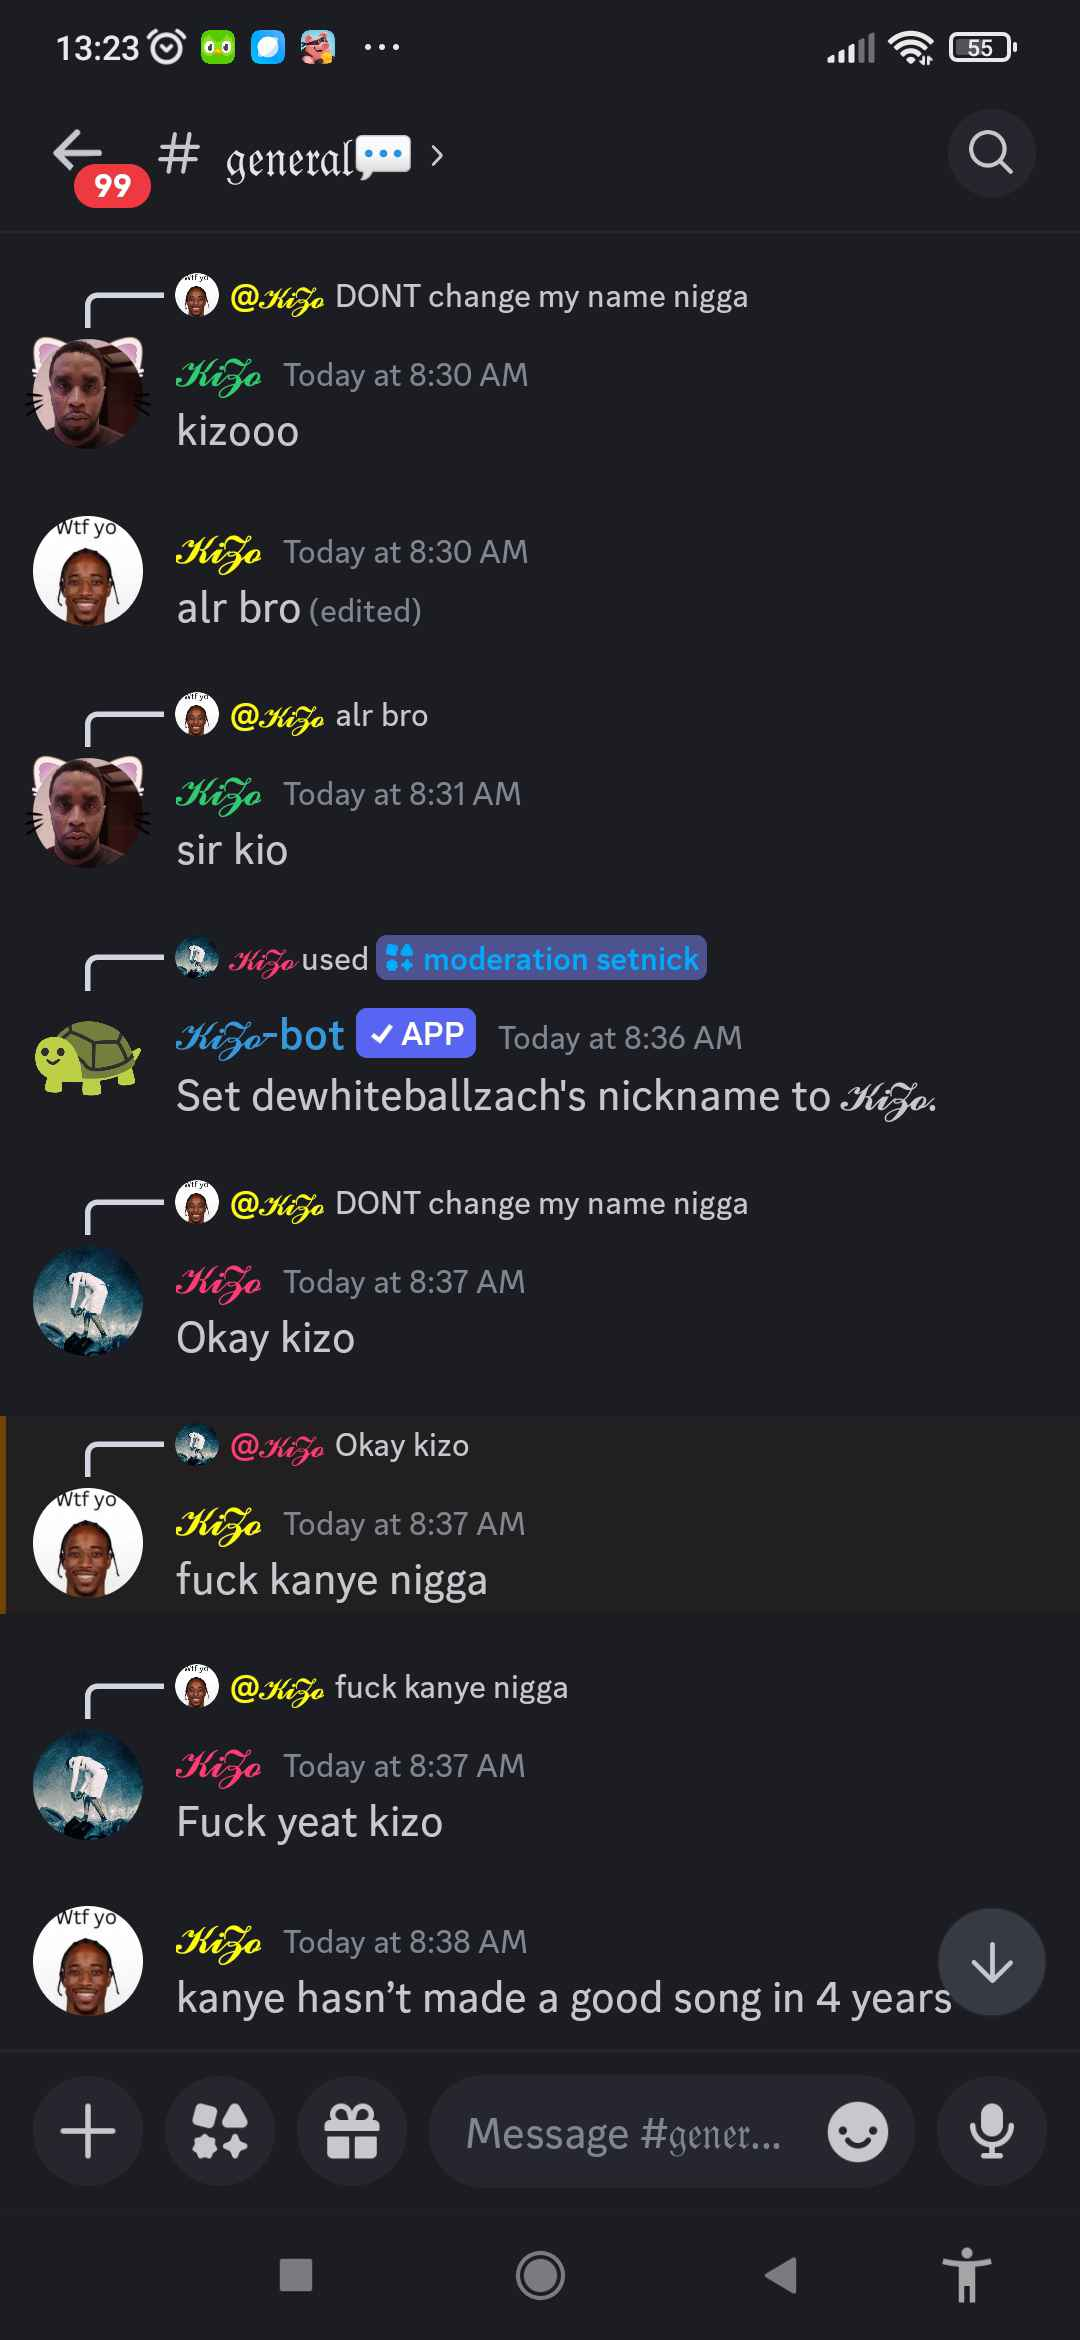 13:23
55
99
# 𝔤𝔢𝔫𝔢𝔯𝔞𝔩💬 ›
@𝓚𝓲𝓩𝓸 DONT change my name nigga
𝓚𝓲𝓩𝓸 Today at 8:30 AM
kizooo
Wtf yo
𝓚𝓲𝓩𝓸 Today at 8:30 AM
alr bro (edited)
@𝓚𝓲𝓩𝓸 alr bro
𝓚𝓲𝓩𝓸 Today at 8:31 AM
sir kio
𝓚𝓲𝓩𝓸 used moderation setnick
𝓚𝓲𝓩𝓸-bot ✓ APP Today at 8:36 AM
Set dewhiteballzach's nickname to 𝓚𝓲𝓩𝓸.
@𝓚𝓲𝓩𝓸 DONT change my name nigga
𝓚𝓲𝓩𝓸 Today at 8:37 AM
Okay kizo
@𝓚𝓲𝓩𝓸 Okay kizo
Wtf yo
𝓚𝓲𝓩𝓸 Today at 8:37 AM
fuck kanye nigga
@𝓚𝓲𝓩𝓸 fuck kanye nigga
𝓚𝓲𝓩𝓸 Today at 8:37 AM
Fuck yeat kizo
Wtf yo
𝓚𝓲𝓩𝓸 Today at 8:38 AM
kanye hasn’t made a good song in 4 years
Message #𝔤𝔢𝔫𝔢𝔯...